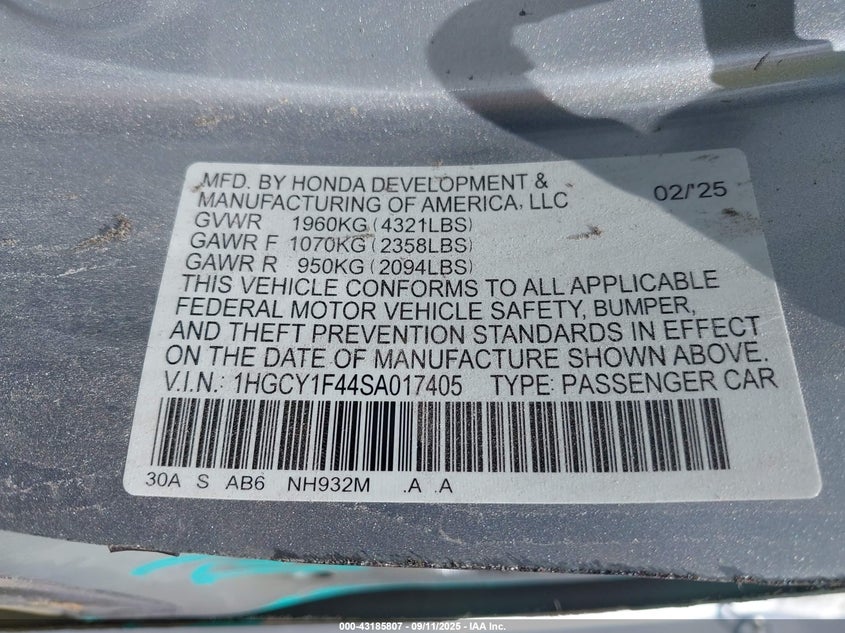 MFD. BY HONDA DEVELOPMENT &
MANUFACTURING OF AMERICA, LLC 02/'25
GVWR 1960KG (4321LBS)
GAWR F 1070KG (2358LBS)
GAWR R 950KG (2094LBS)
THIS VEHICLE CONFORMS TO ALL APPLICABLE
FEDERAL MOTOR VEHICLE SAFETY, BUMPER,
AND THEFT PREVENTION STANDARDS IN EFFECT
ON THE DATE OF MANUFACTURE SHOWN ABOVE.
V.I.N.: 1HGCY1F44SA017405 TYPE: PASSENGER CAR
30A S AB6 NH932M .A .A
000-43185807 - 09/11/2025 - IAA Inc.